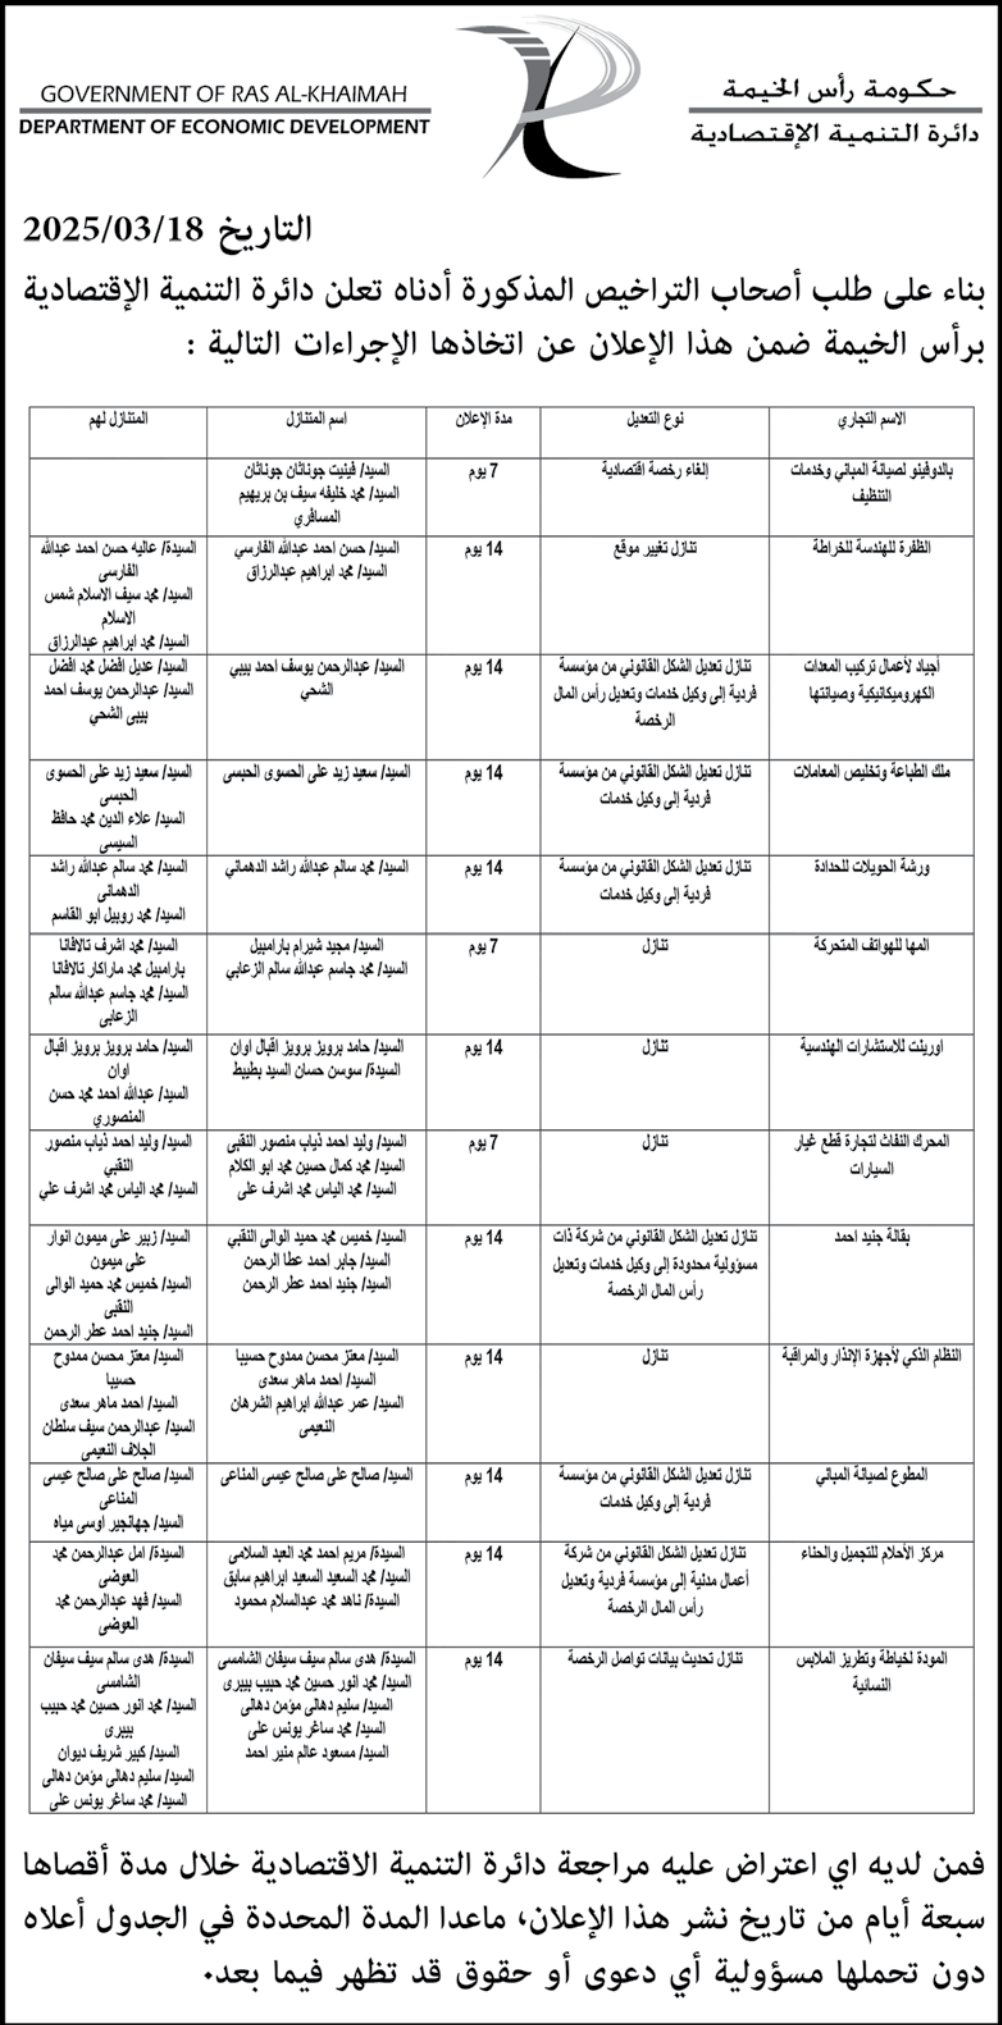 GOVERNMENT OF RAS AL-KHAIMAH
DEPARTMENT OF ECONOMIC DEVELOPMENT
حكومة رأس الخيمة
دائرة التنمية الإقتصادية
التاريخ 2025/03/18
بناء على طلب أصحاب التراخيص المذكورة أدناه تعلن دائرة التنمية الإقتصادية
برأس الخيمة ضمن هذا الإعلان عن اتخاذها الإجراءات التالية :
الاسم التجاري نوع التعديل مدة الإعلان اسم المتنازل المتنازل لهم
بالدوفينو لصيانة المباني وخدمات
التنظيف
إلغاء رخصة اقتصادية
7 يوم
السيد/ فينيت جوناثان جوناثان
السيد/ محمد خليفه سيف بن بريهيم
المسافري
الظفرة للهندسة للخراطة
تنازل تغيير موقع
14 يوم
السيد/ حسن احمد عبدالله الفارسي
السيد/ محمد ابراهيم عبدالرزاق
السيدة/ عاليه حسن احمد عبدالله
الفارسى
السيد/ محمد سيف الاسلام شمس
الاسلام
السيد/ محمد ابراهيم عبدالرزاق
أجياد لأعمال تركيب المعدات
الكهروميكانيكية وصيانتها
تنازل تعديل الشكل القانوني من مؤسسة
فردية إلى وكيل خدمات وتعديل رأس المال
الرخصة
14 يوم
السيد/ عبدالرحمن يوسف احمد بيبي
الشحي
السيد/ عديل افضل محمد افضل
السيد/ عبدالرحمن يوسف احمد
بيبى الشحي
ملك الطباعة وتخليص المعاملات
تنازل تعديل الشكل القانوني من مؤسسة
فردية إلى وكيل خدمات
14 يوم
السيد/ سعيد زيد على الحسوى الحبسى
السيد/ سعيد زيد على الحسوى
الحبسى
السيد/ علاء الدين محمد حافظ
السيسى
ورشة الحويلات للحدادة
تنازل تعديل الشكل القانوني من مؤسسة
فردية إلى وكيل خدمات
14 يوم
السيد/ محمد سالم عبدالله راشد الدهماني
السيد/ محمد سالم عبدالله راشد
الدهمانى
السيد/ محمد روبيل ابو القاسم
المها للهواتف المتحركة
تنازل
7 يوم
السيد/ مجيد شيرام بارامبيل
السيد/ محمد جاسم عبدالله سالم الزعابي
السيد/ محمد اشرف تالافانا
بارامبيل محمد ماراكار تالافانا
السيد/ محمد جاسم عبدالله سالم
الزعابى
اورينت للاستشارات الهندسية
تنازل
14 يوم
السيد/ حامد برويز برويز اقبال اوان
السيدة/ سوسن حسان السيد بطيبط
السيد/ حامد برويز برويز اقبال
اوان
السيد/ عبدالله احمد محمد حسن
المنصوري
المحرك النفاث لتجارة قطع غيار
السيارات
تنازل
7 يوم
السيد/ وليد احمد ذياب منصور النقبى
السيد/ محمد كمال حسين محمد ابو الكلام
السيد/ محمد الياس محمد اشرف على
السيد/ وليد احمد ذياب منصور
النقبي
السيد/ محمد الياس محمد اشرف علي
بقالة جنيد احمد
تنازل تعديل الشكل القانوني من شركة ذات
مسؤولية محدودة إلى وكيل خدمات وتعديل
رأس المال الرخصة
14 يوم
السيد/ خميس محمد حميد الوالى النقبي
السيد/ جابر احمد عطا الرحمن
السيد/ جنيد احمد عطر الرحمن
السيد/ زبير على ميمون انوار
على ميمون
السيد/ خميس محمد حميد الوالى
النقبى
السيد/ جنيد احمد عطر الرحمن
النظام الذكي لأجهزة الإنذار والمراقبة
تنازل
14 يوم
السيد/ معتز محسن ممدوح حسيبا
السيد/ احمد ماهر سعدى
السيد/ عمر عبدالله ابراهيم الشرهان
النعيمى
السيد/ معتز محسن ممدوح
حسيبا
السيد/ احمد ماهر سعدى
السيد/ عبدالرحمن سيف سلطان
الجلاف النعيمى
المطوع لصيانة المباني
تنازل تعديل الشكل القانوني من مؤسسة
فردية إلى وكيل خدمات
14 يوم
السيد/ صالح على صالح عيسى المناعى
السيد/ صالح على صالح عيسى
المناعى
السيد/ جهانجير اوسى مياه
مركز الأحلام للتجميل والحناء
تنازل تعديل الشكل القانوني من شركة
أعمال مدنية إلى مؤسسة فردية وتعديل
رأس المال الرخصة
14 يوم
السيدة/ مريم احمد محمد العبد السلامى
السيد/ محمد السعيد السعيد ابراهيم سابق
السيدة/ ناهد محمد عبدالسلام محمود
السيدة/ امل عبدالرحمن محمد
العوضى
السيد/ فهد عبدالرحمن محمد
العوضى
المودة لخياطة وتطريز الملابس
النسائية
تنازل تحديث بيانات تواصل الرخصة
14 يوم
السيدة/ هدى سالم سيف سيفان الشامسى
السيد/ محمد انور حسين محمد حبيب بيبرى
السيد/ سليم دهالى مؤمن دهالى
السيد/ محمد ساغر يونس على
السيد/ مسعود عالم منير احمد
السيدة/ هدى سالم سيف سيفان
الشامسى
السيد/ محمد انور حسين محمد حبيب
بيبرى
السيد/ كبير شريف ديوان
السيد/ سليم دهالى مؤمن دهالى
السيد/ محمد ساغر يونس على
فمن لديه اي اعتراض عليه مراجعة دائرة التنمية الاقتصادية خلال مدة أقصاها
سبعة أيام من تاريخ نشر هذا الإعلان، ماعدا المدة المحددة في الجدول أعلاه
دون تحملها مسؤولية أي دعوى أو حقوق قد تظهر فيما بعد.